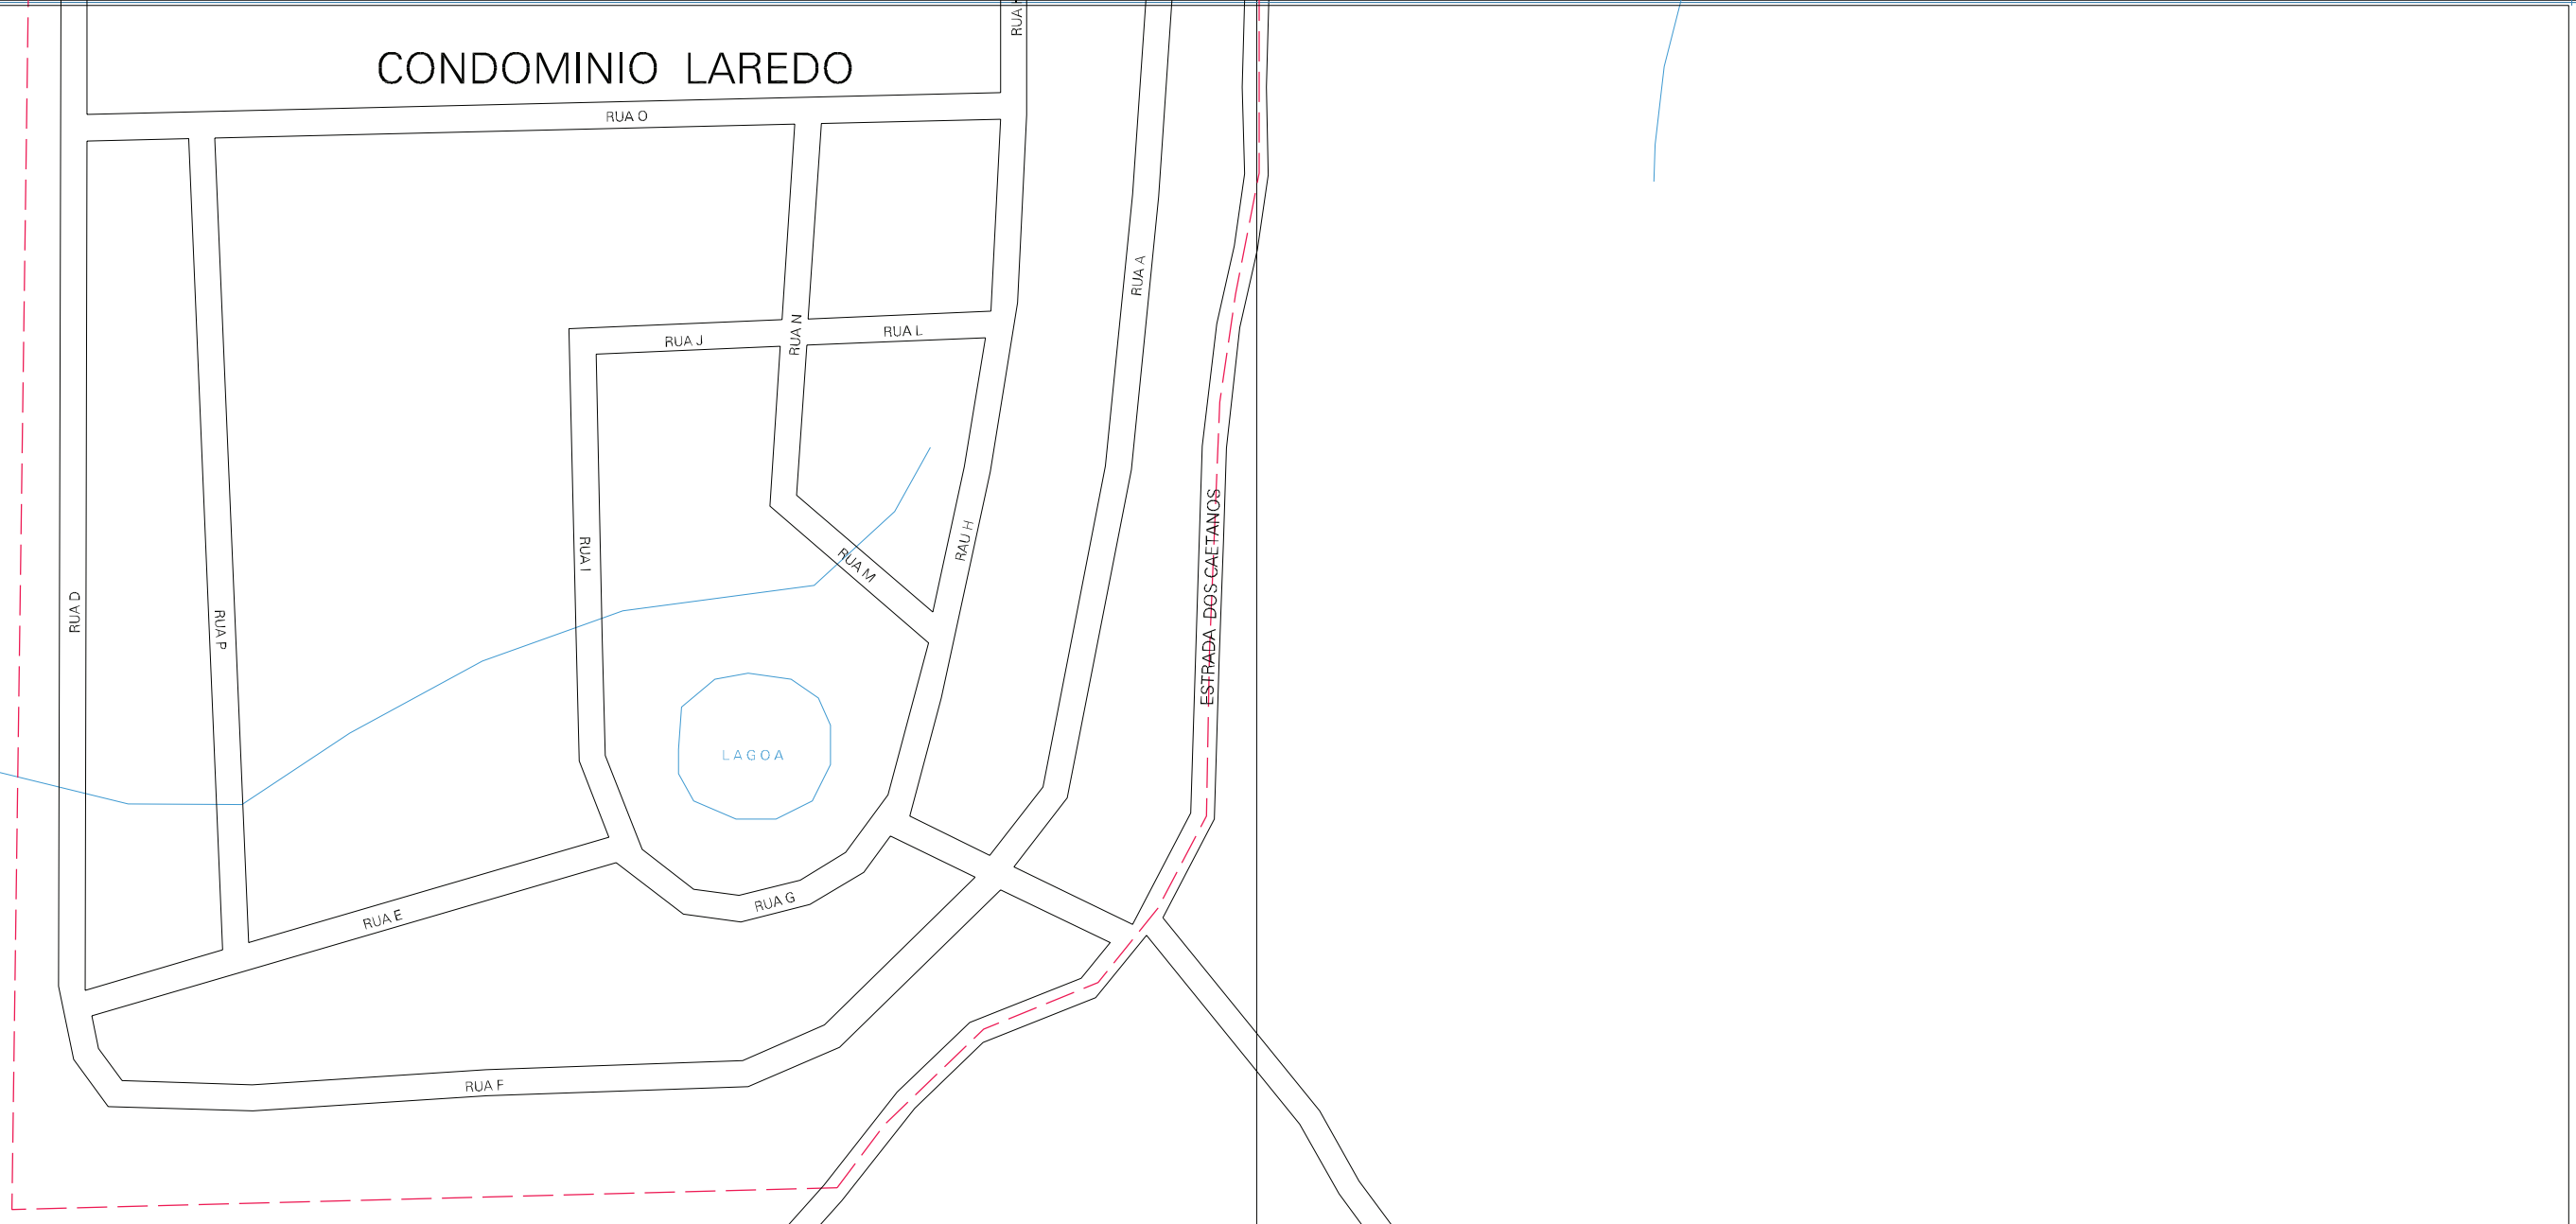 RUA
CONDOMINIO LAREDO
RUA O
RUA A
RUA N
RUA J
RUA L
RUA I
RUA M
RAU H
ESTRADA DOS CAETANOS
RUA D
RUA P
LAGOA
RUA E
RUA G
RUA F